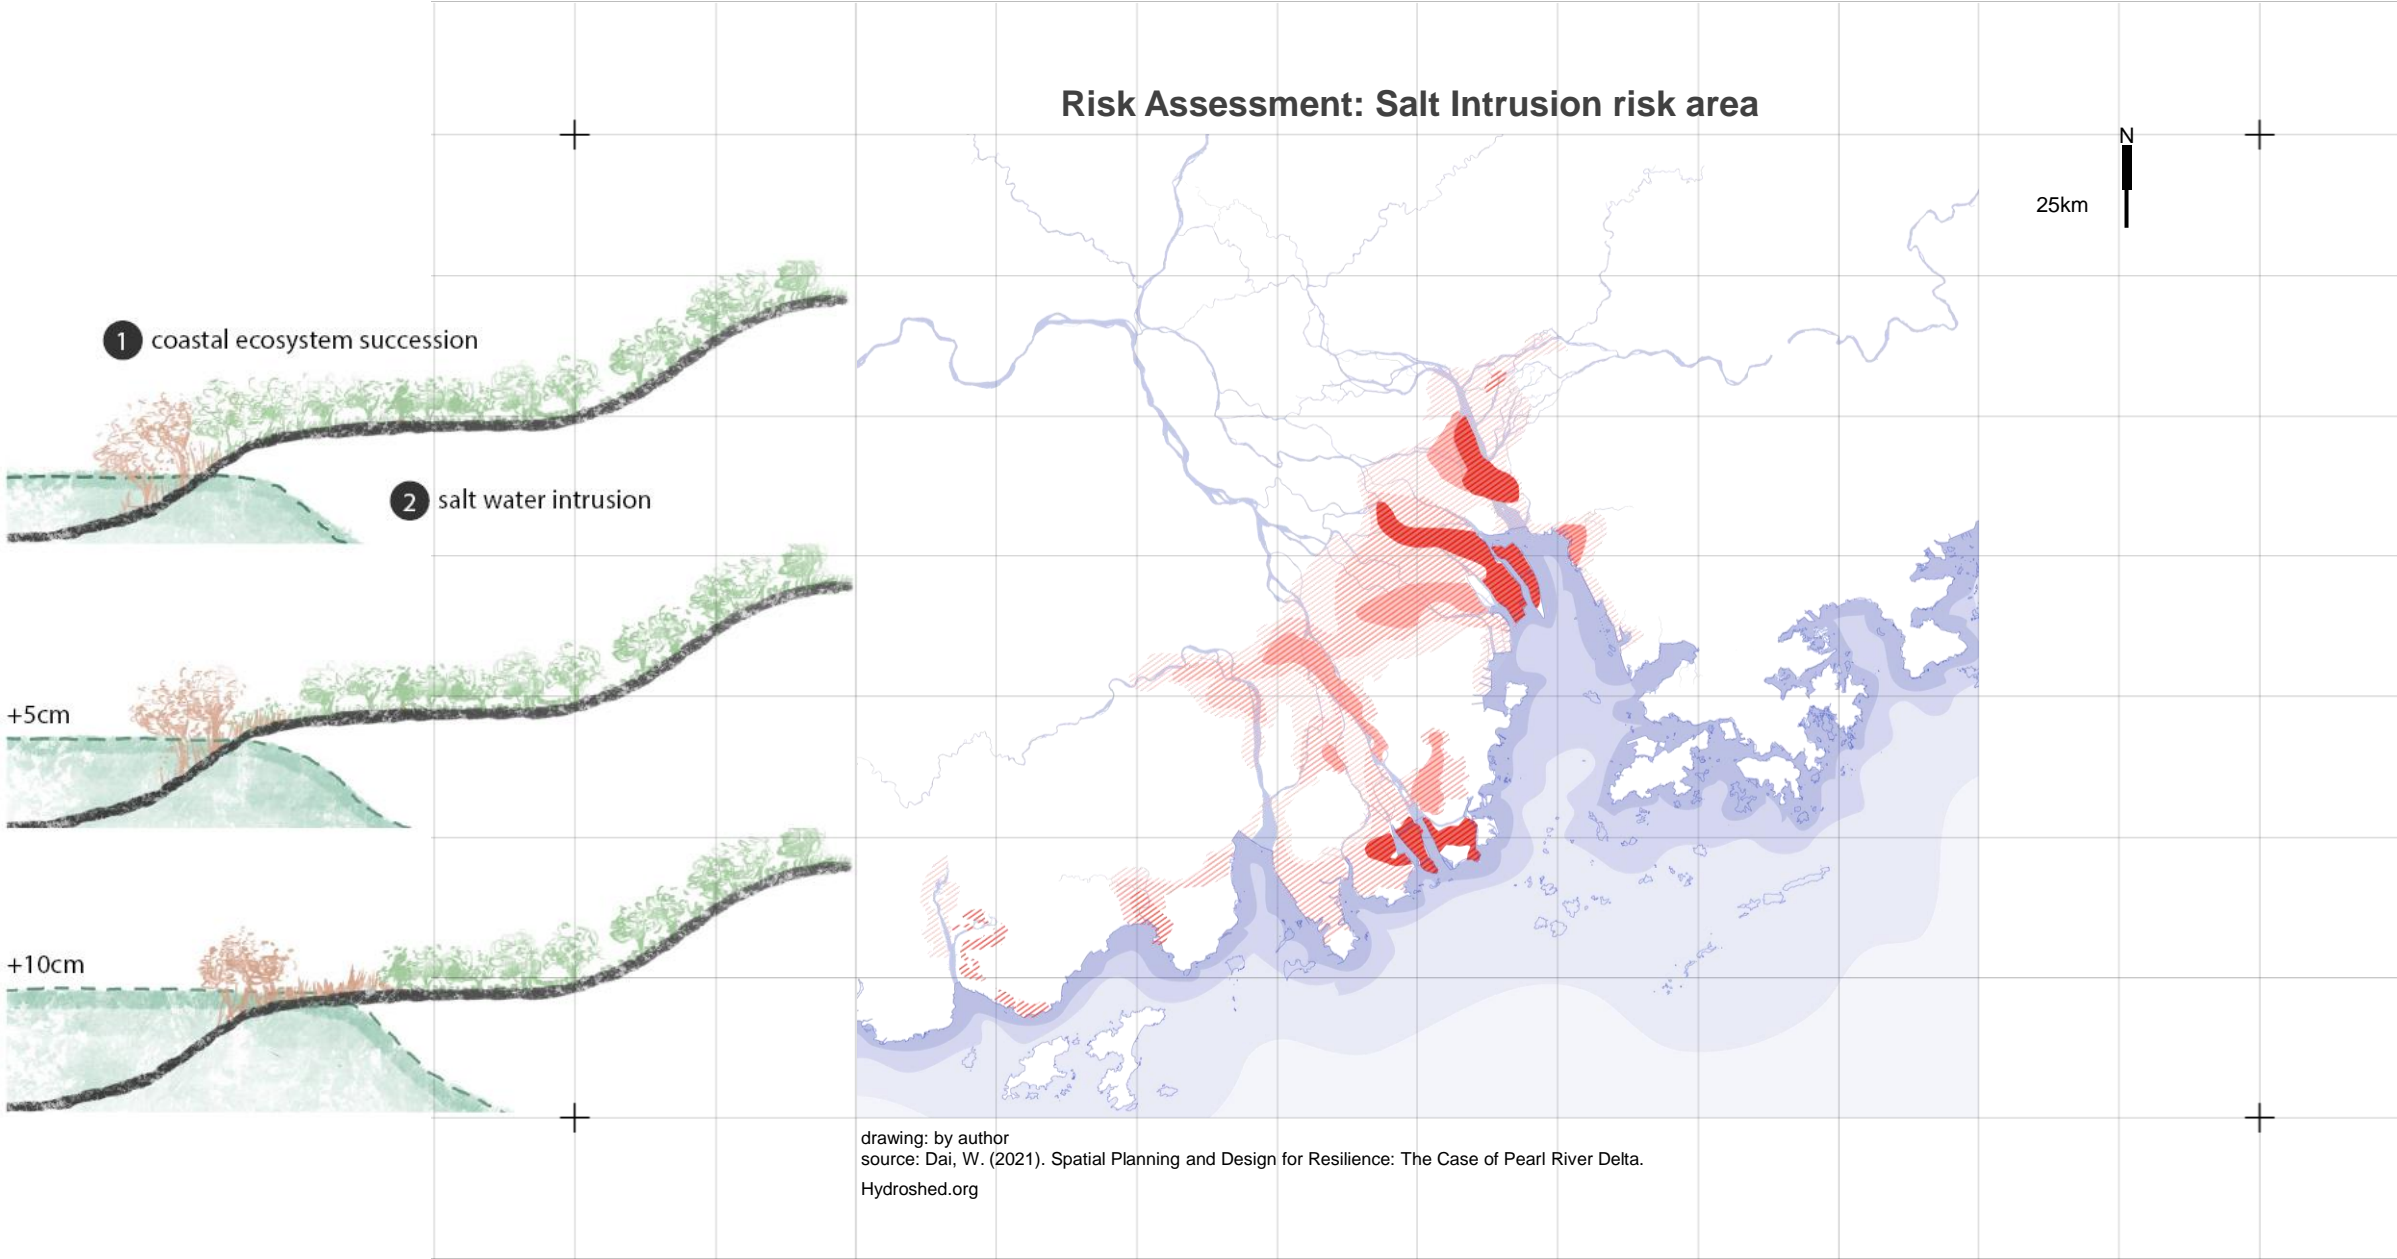 Risk Assessment: Salt Intrusion risk area
N
25km
1 coastal ecosystem succession
2 salt water intrusion
+5cm
+10cm
drawing: by author
source: Dai, W. (2021). Spatial Planning and Design for Resilience: The Case of Pearl River Delta.
Hydroshed.org